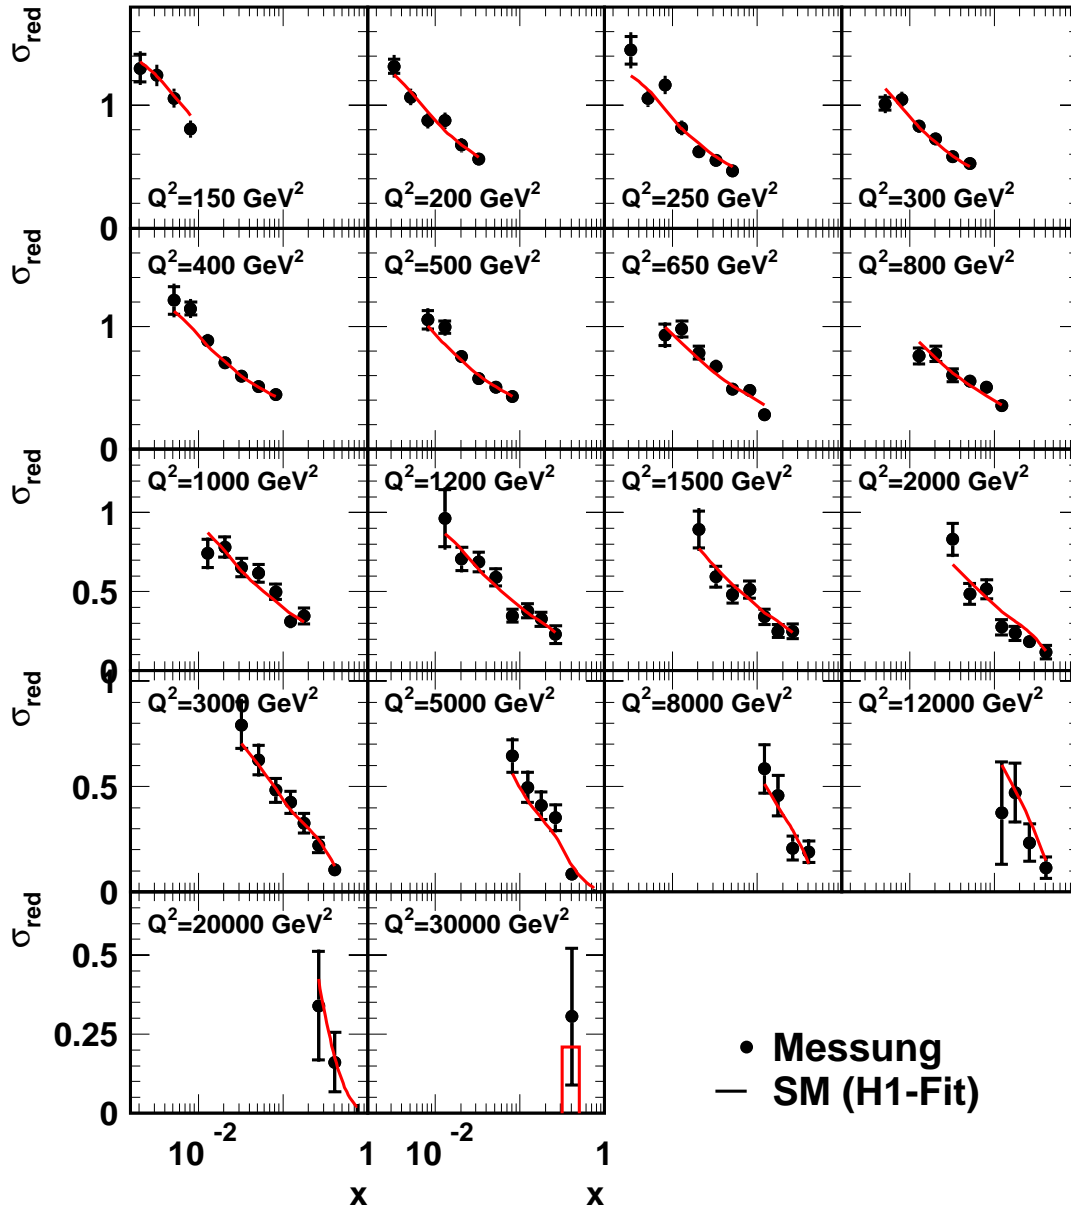 σred
1
0
Q²=150 GeV²
Q²=200 GeV²
Q²=250 GeV²
Q²=300 GeV²
σred
1
0
Q²=400 GeV²
Q²=500 GeV²
Q²=650 GeV²
Q²=800 GeV²
σred
1
0.5
0
Q²=1000 GeV²
Q²=1200 GeV²
Q²=1500 GeV²
Q²=2000 GeV²
σred
1
0.5
0
Q²=3000 GeV²
Q²=5000 GeV²
Q²=8000 GeV²
Q²=12000 GeV²
σred
0.5
0.25
0
Q²=20000 GeV²
Q²=30000 GeV²
Messung
SM (H1-Fit)
10⁻² 1 10⁻² 1
x x